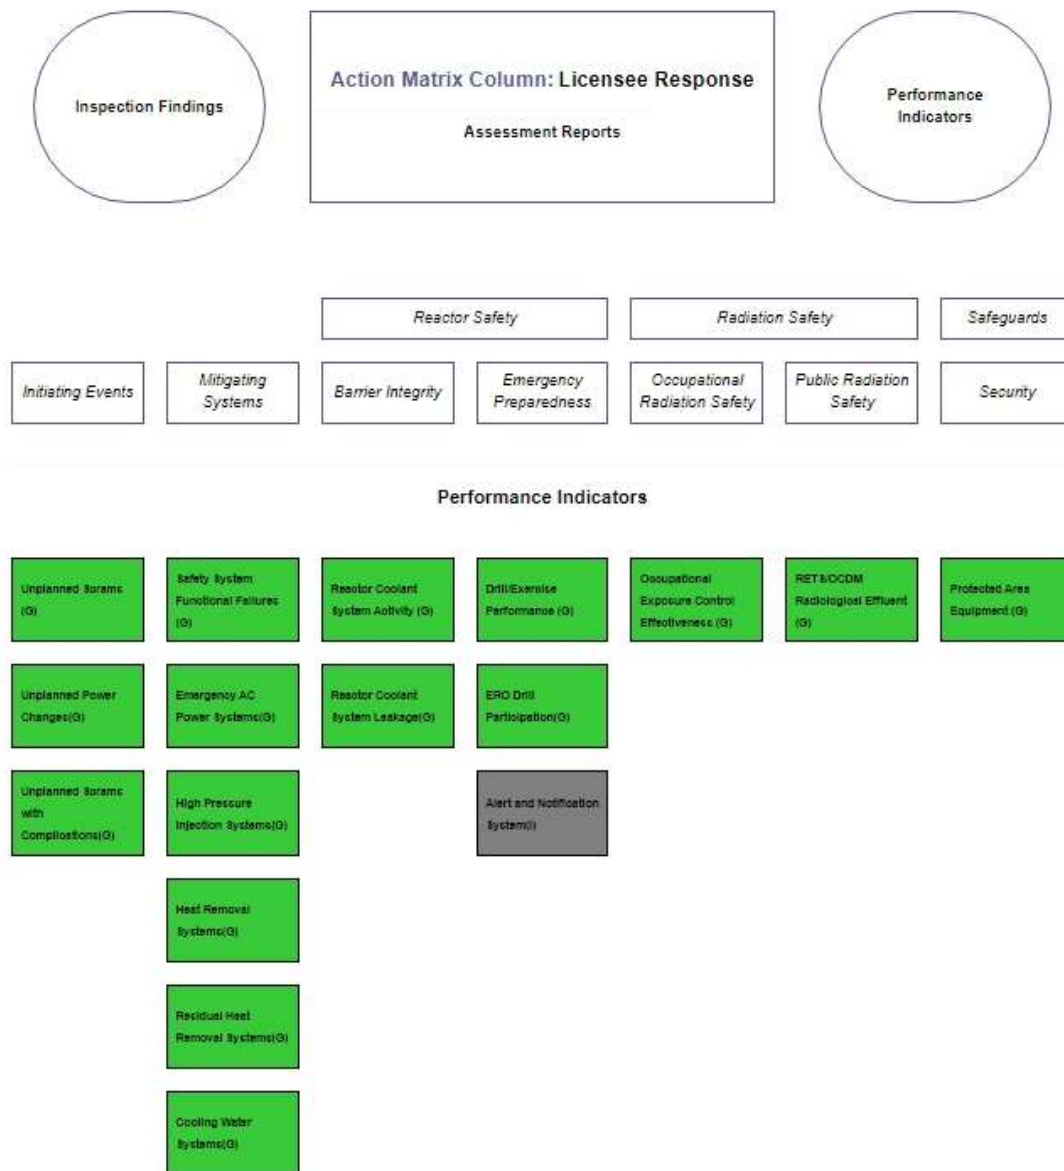 Inspection Findings
Action Matrix Column: Licensee Response
Assessment Reports
Performance
Indicators
Reactor Safety
Radiation Safety
Safeguards
Initiating Events
Mitigating
Systems
Barrier Integrity
Emergency
Preparedness
Occupational
Radiation Safety
Public Radiation
Safety
Security
Performance Indicators
Unplanned Scrams
(G)
Safety System
Functional Failures
(G)
Reactor Coolant
System Activity (G)
Drill/Exercise
Performance (G)
Occupational
Exposure Control
Effectiveness (G)
RETS/OCDM
Radiological Effluent
(G)
Protected Area
Equipment (G)
Unplanned Power
Changes(G)
Emergency AC
Power Systems(G)
Reactor Coolant
System Leakage(G)
ERO Drill
Participation(G)
Unplanned Scrams
with
Complications(G)
High Pressure
Injection Systems(G)
Alert and Notification
System(I)
Heat Removal
Systems(G)
Residual Heat
Removal Systems(G)
Cooling Water
Systems(G)